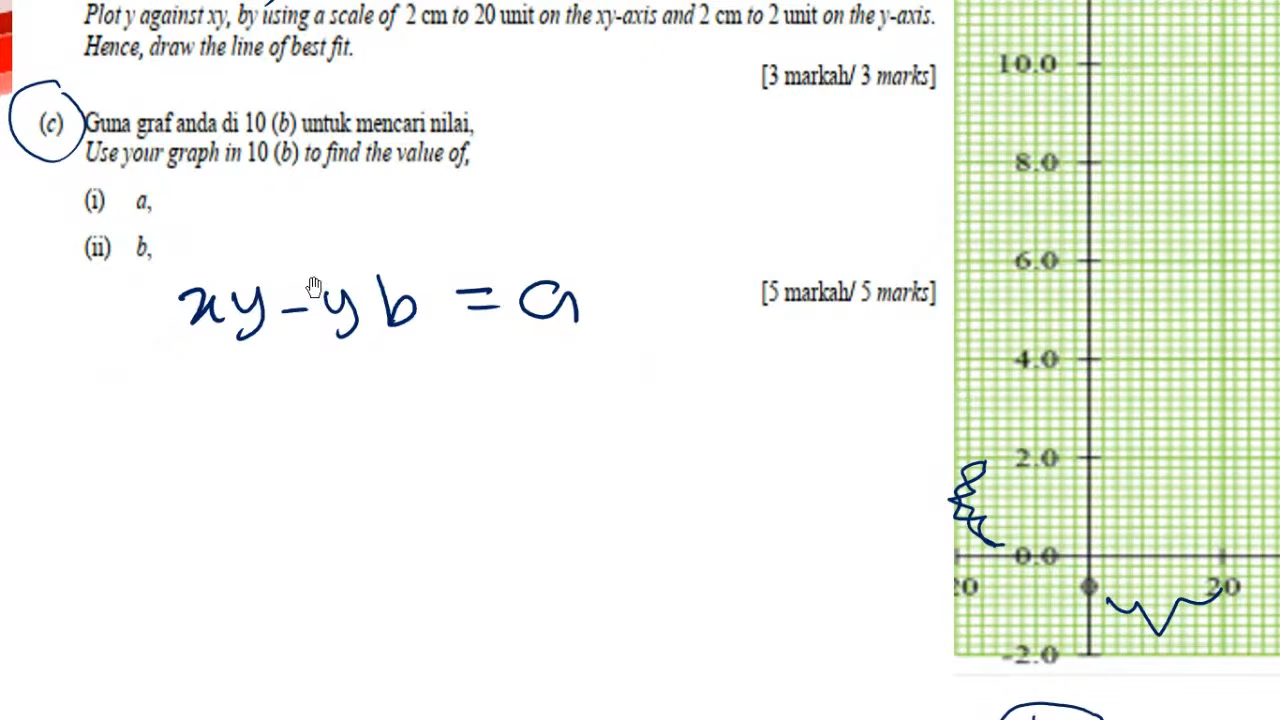 Plot y against xy, by using a scale of 2 cm to 20 unit on the xy-axis and 2 cm to 2 unit on the y-axis.
Hence, draw the line of best fit.
[3 markah/ 3 marks]
(c) Guna graf anda di 10 (b) untuk mencari nilai,
Use your graph in 10 (b) to find the value of,
(i) a,
(ii) b,
[5 markah/ 5 marks]
xy - yb = a
10.0
8.0
6.0
4.0
2.0
0.0
20
-2.0